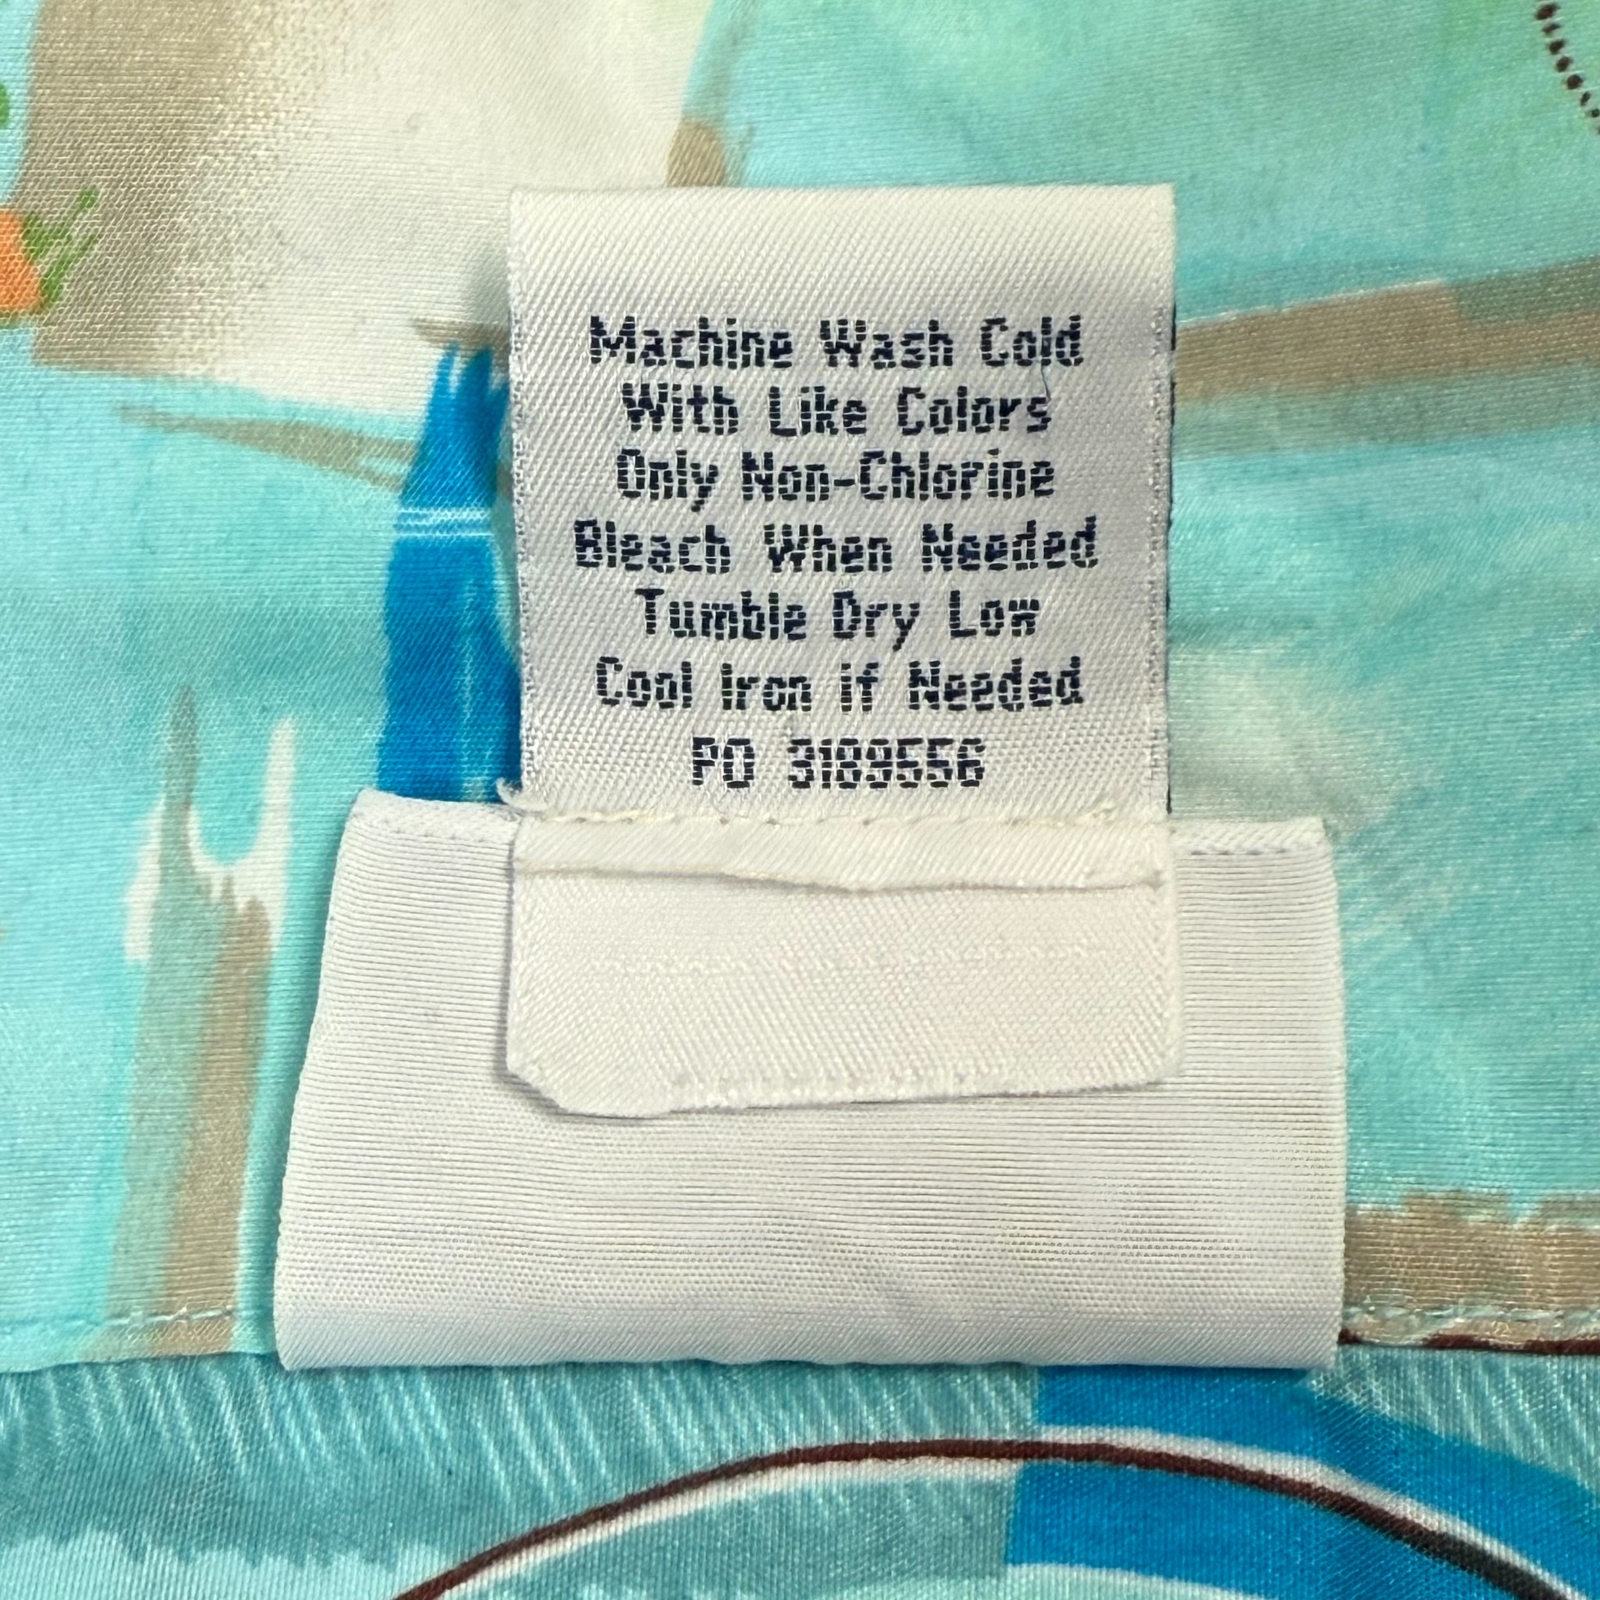 Machine Wash Cold
With Like Colors
Only Non-Chlorine
Bleach When Needed
Tumble Dry Low
Cool Iron if Needed
PO 3189556